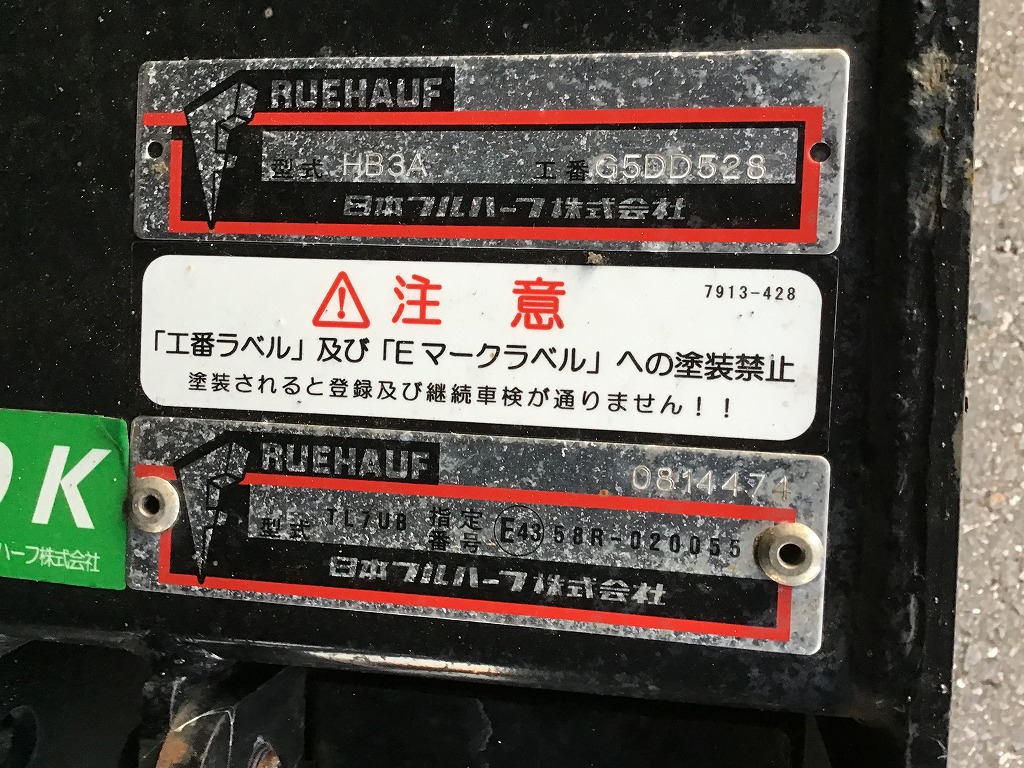 RUEHAUF
型式 HB3A 工番 G5DD528
日本フルハーフ株式会社
注意 7913-428
「工番ラベル」及び「Eマークラベル」への塗装禁止
塗装されると登録及び継続車検が通りません!!
RUEHAUF 0814474
型式 TL7UB 指定番号 E43 58R-020055
日本フルハーフ株式会社
OK
ハーフ株式会社